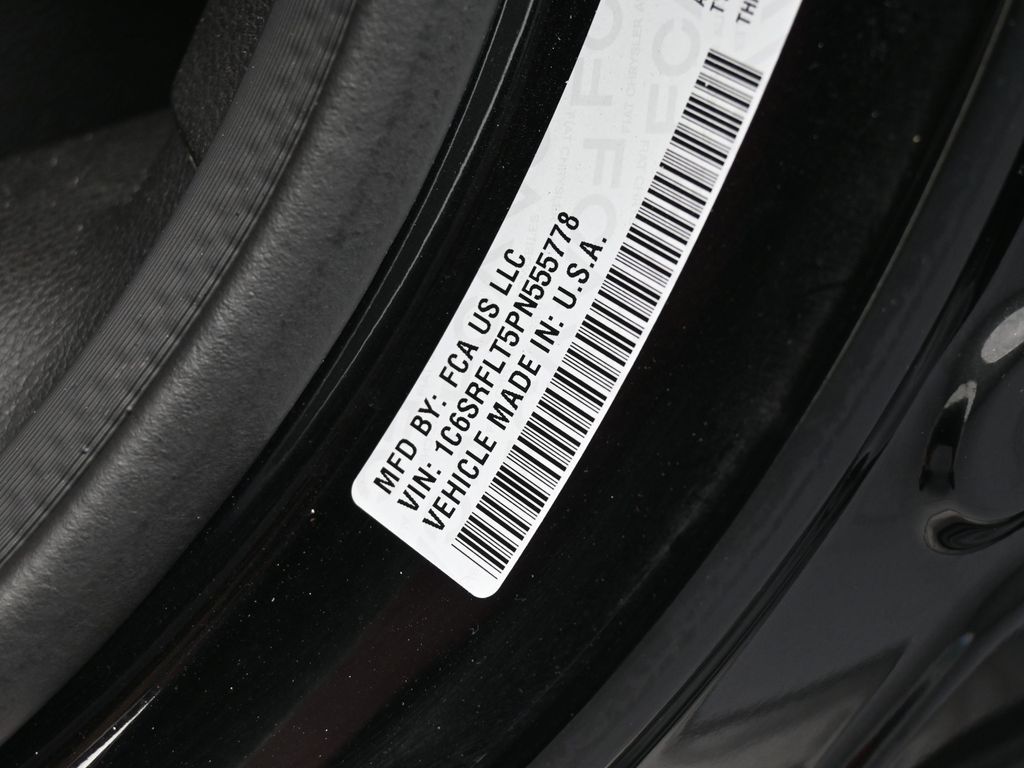 MFD BY: FCA US LLC
VIN: 1C6SRFLT5PN555778
VEHICLE MADE IN: U.S.A.